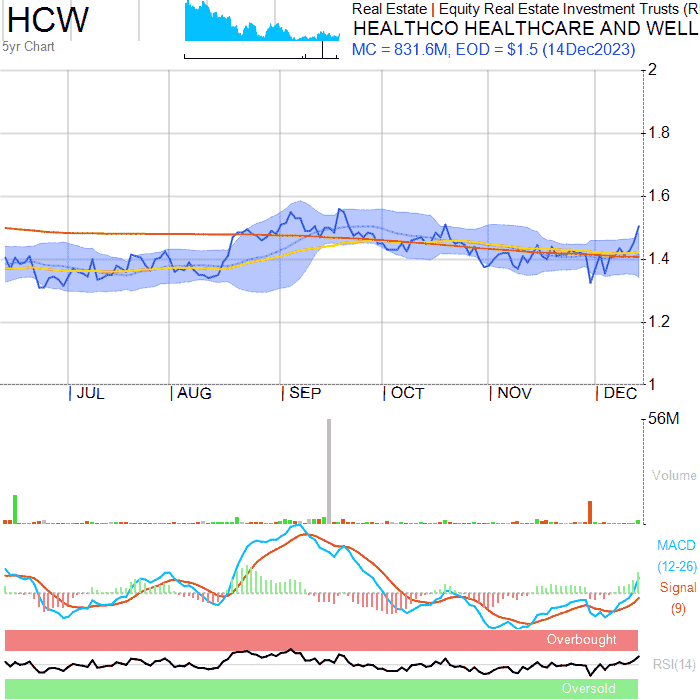 HCW
5yr Chart
Real Estate | Equity Real Estate Investment Trusts (R
HEALTHCO HEALTHCARE AND WELL
MC = 831.6M, EOD = $1.5 (14Dec2023)
2
1.8
1.6
1.4
1.2
1
| JUL | AUG | SEP | OCT | NOV | DEC
56M
Volume
MACD
(12-26)
Signal
(9)
Overbought
RSI(14)
Oversold